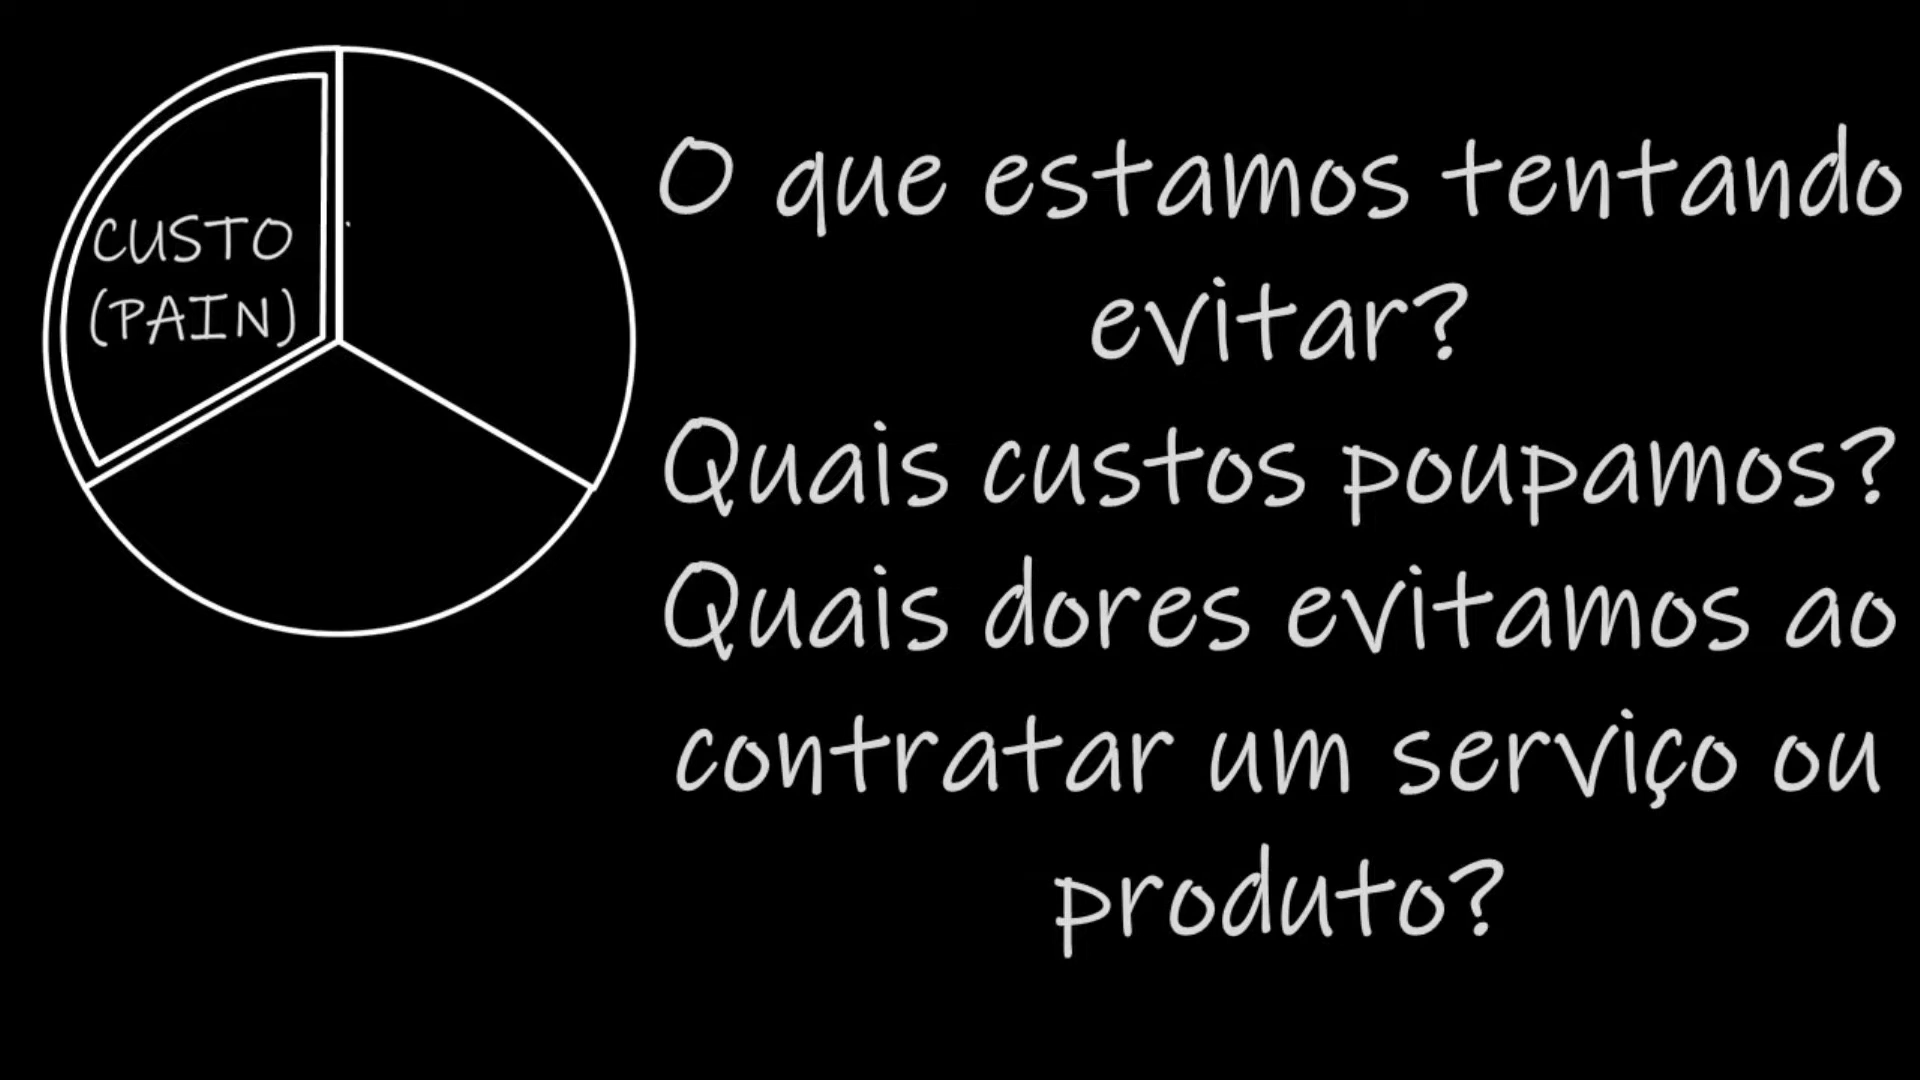 CUSTO
(PAIN)
O que estamos tentando
evitar?
Quais custos poupamos?
Quais dores evitamos ao
contratar um serviço ou
produto?